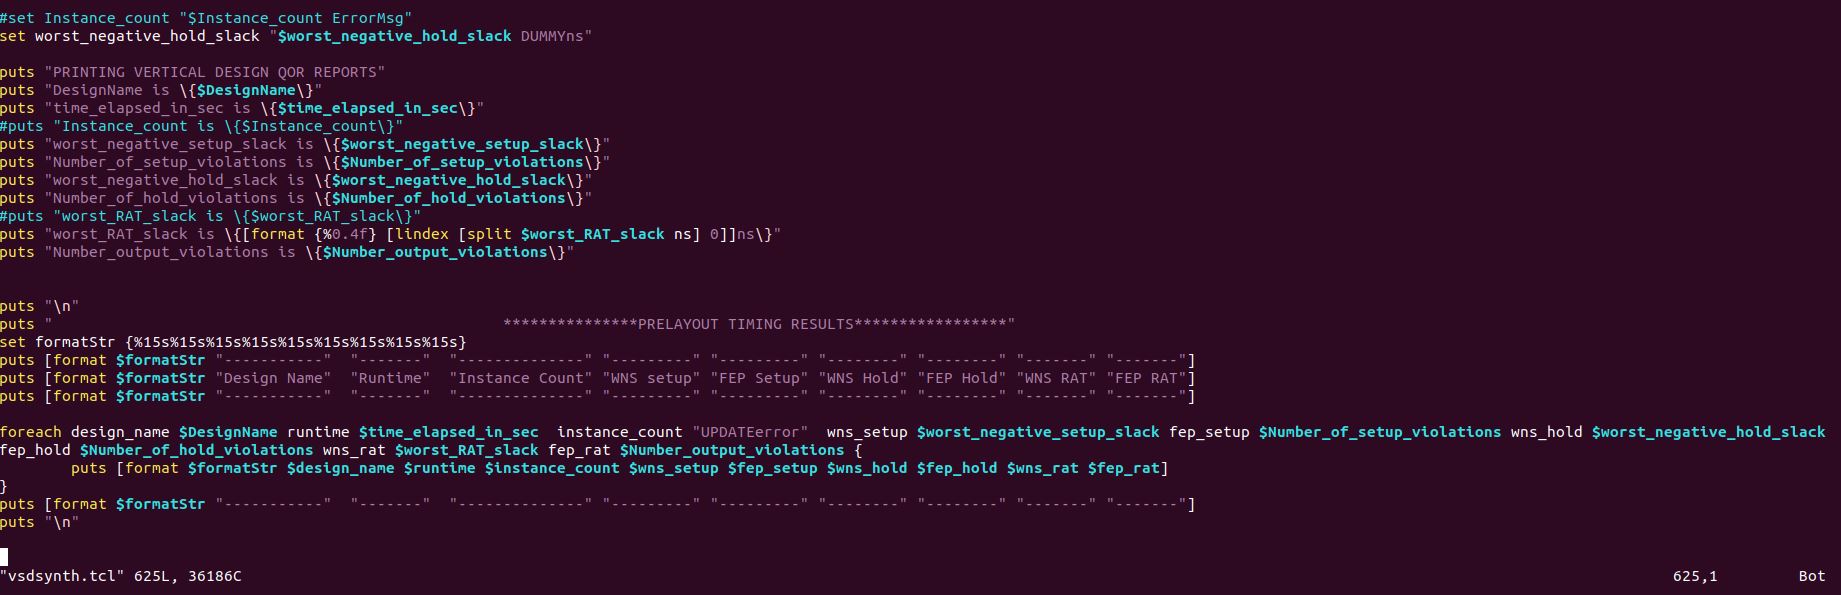 #set Instance_count "$Instance_count ErrorMsg"
set worst_negative_hold_slack "$worst_negative_hold_slack DUMMYns"
puts "PRINTING VERTICAL DESIGN QOR REPORTS"
puts "DesignName is \{$DesignName\}"
puts "time_elapsed_in_sec is \{$time_elapsed_in_sec\}"
#puts "Instance_count is \{$Instance_count\}"
puts "worst_negative_setup_slack is \{$worst_negative_setup_slack\}"
puts "Number_of_setup_violations is \{$Number_of_setup_violations\}"
puts "worst_negative_hold_slack is \{$worst_negative_hold_slack\}"
puts "Number_of_hold_violations is \{$Number_of_hold_violations\}"
#puts "worst_RAT_slack is \{$worst_RAT_slack\}"
puts "worst_RAT_slack is \{[format {%0.4f} [lindex [split $worst_RAT_slack ns] 0]]ns\}"
puts "Number_output_violations is \{$Number_output_violations\}"
puts "\n"
puts "                                                  ***************PRELAYOUT TIMING RESULTS*****************"
set formatStr {%15s%15s%15s%15s%15s%15s%15s%15s%15s}
puts [format $formatStr "-----------"  "-------"  "--------------" "---------" "---------" "--------" "--------" "-------" "-------"]
puts [format $formatStr "Design Name"  "Runtime"  "Instance Count" "WNS setup" "FEP Setup" "WNS Hold" "FEP Hold" "WNS RAT" "FEP RAT"]
puts [format $formatStr "-----------"  "-------"  "--------------" "---------" "---------" "--------" "--------" "-------" "-------"]
foreach design_name $DesignName runtime $time_elapsed_in_sec  instance_count "UPDATEerror"  wns_setup $worst_negative_setup_slack fep_setup $Number_of_setup_violations wns_hold $worst_negative_hold_slack
fep_hold $Number_of_hold_violations wns_rat $worst_RAT_slack fep_rat $Number_output_violations {
        puts [format $formatStr $design_name $runtime $instance_count $wns_setup $fep_setup $wns_hold $fep_hold $wns_rat $fep_rat]
}
puts [format $formatStr "-----------"  "-------"  "--------------" "---------" "---------" "--------" "--------" "-------" "-------"]
puts "\n"
"vsdsynth.tcl" 625L, 36186C 625,1 Bot